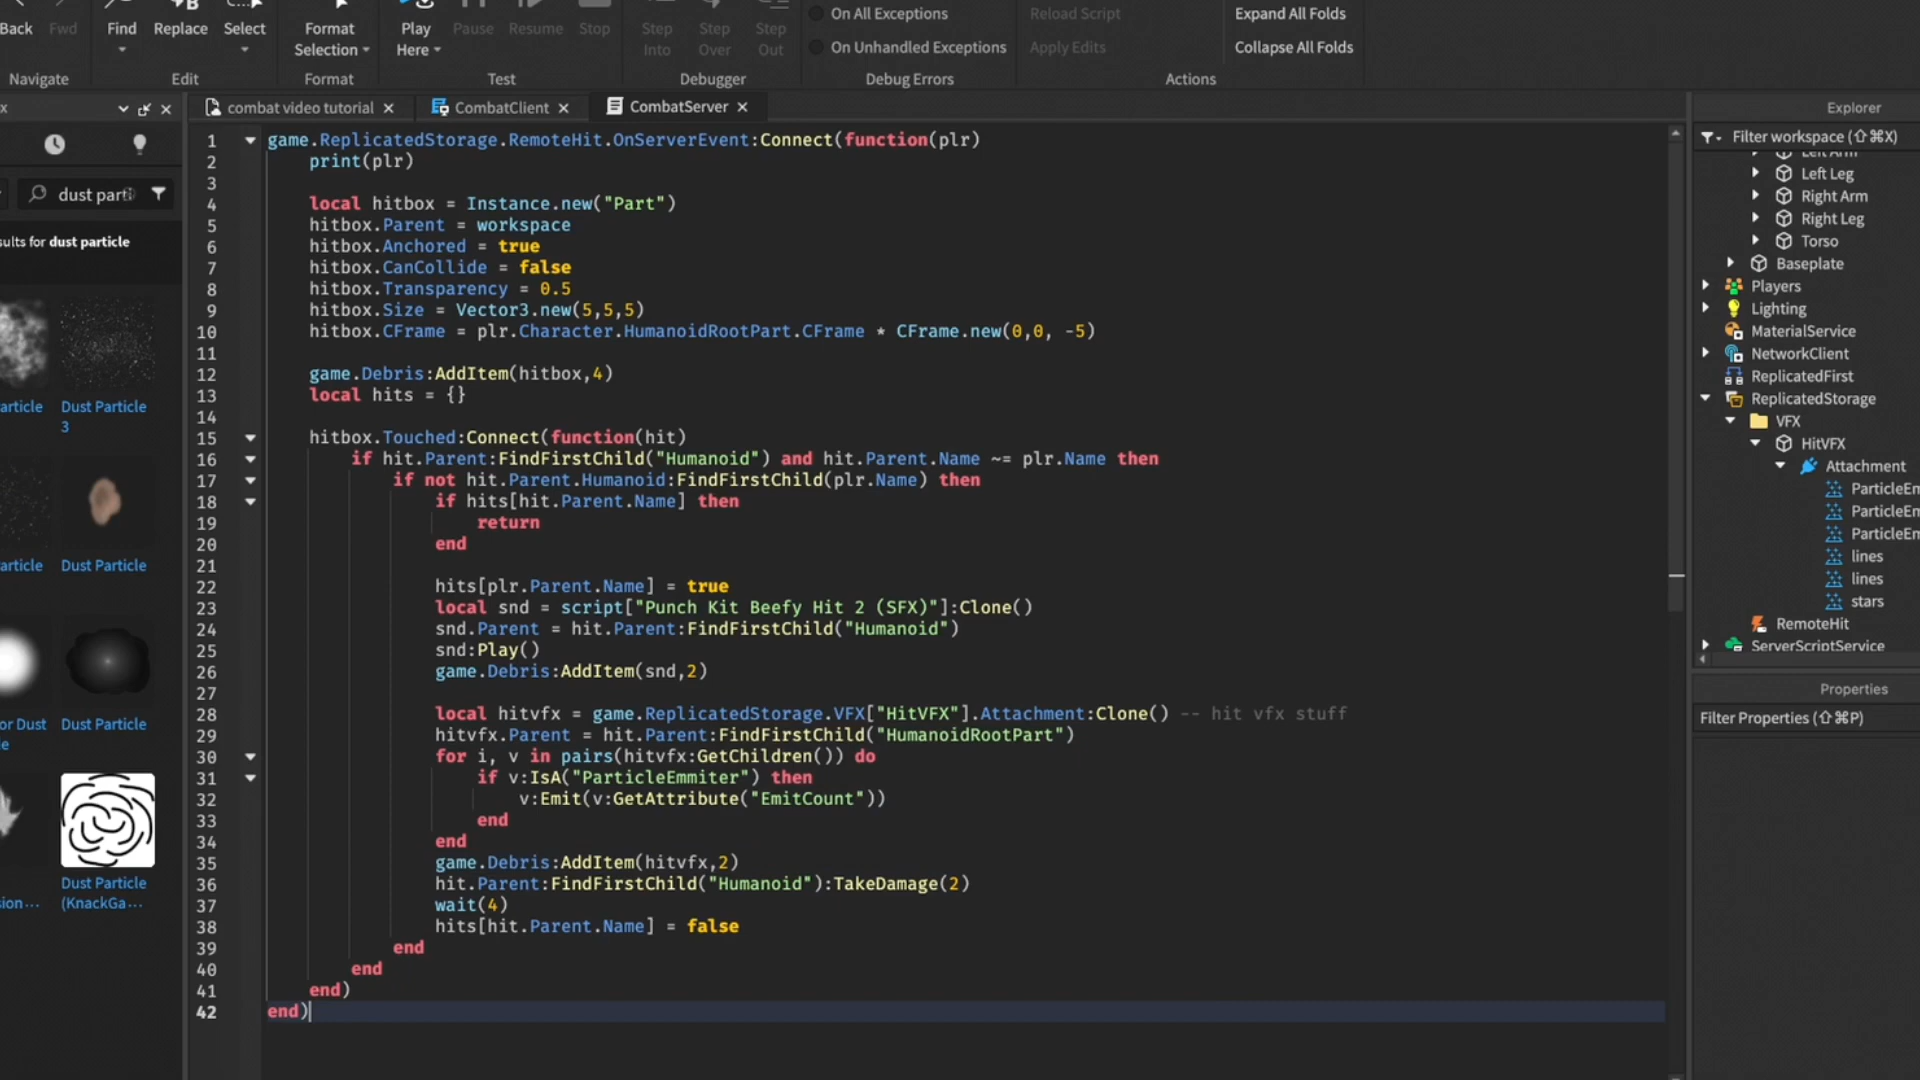 Back Fwd Find Replace Select Format Selection Play Here Pause Resume Stop Step Into Step Over Step Out
On All Exceptions
On Unhandled Exceptions
Reload Script
Apply Edits
Expand All Folds
Collapse All Folds
Navigate Edit Format Test Debugger Debug Errors Actions
combat video tutorial CombatClient CombatServer
dust part
ults for dust particle
article
Dust Particle 3
article
Dust Particle
or Dust
Dust Particle
sion...
Dust Particle (KnackGa...
1 game.ReplicatedStorage.RemoteHit.OnServerEvent:Connect(function(plr)
2 print(plr)
3
4 local hitbox = Instance.new("Part")
5 hitbox.Parent = workspace
6 hitbox.Anchored = true
7 hitbox.CanCollide = false
8 hitbox.Transparency = 0.5
9 hitbox.Size = Vector3.new(5,5,5)
10 hitbox.CFrame = plr.Character.HumanoidRootPart.CFrame * CFrame.new(0,0, -5)
11
12 game.Debris:AddItem(hitbox,4)
13 local hits = {}
14
15 hitbox.Touched:Connect(function(hit)
16 if hit.Parent:FindFirstChild("Humanoid") and hit.Parent.Name ~= plr.Name then
17 if not hit.Parent.Humanoid:FindFirstChild(plr.Name) then
18 if hits[hit.Parent.Name] then
19 return
20 end
21
22 hits[plr.Parent.Name] = true
23 local snd = script["Punch Kit Beefy Hit 2 (SFX)"]:Clone()
24 snd.Parent = hit.Parent:FindFirstChild("Humanoid")
25 snd:Play()
26 game.Debris:AddItem(snd,2)
27
28 local hitvfx = game.ReplicatedStorage.VFX["HitVFX"].Attachment:Clone() -- hit vfx stuff
29 hitvfx.Parent = hit.Parent:FindFirstChild("HumanoidRootPart")
30 for i, v in pairs(hitvfx:GetChildren()) do
31 if v:IsA("ParticleEmmiter") then
32 v:Emit(v:GetAttribute("EmitCount"))
33 end
34 end
35 game.Debris:AddItem(hitvfx,2)
36 hit.Parent:FindFirstChild("Humanoid"):TakeDamage(2)
37 wait(4)
38 hits[hit.Parent.Name] = false
39 end
40 end
41 end)
42 end)
Explorer
Filter workspace (⇧⌘X)
Left Arm
Left Leg
Right Arm
Right Leg
Torso
Baseplate
Players
Lighting
MaterialService
NetworkClient
ReplicatedFirst
ReplicatedStorage
VFX
HitVFX
Attachment
ParticleEm
ParticleEm
ParticleEm
lines
lines
stars
RemoteHit
ServerScriptService
Properties
Filter Properties (⇧⌘P)